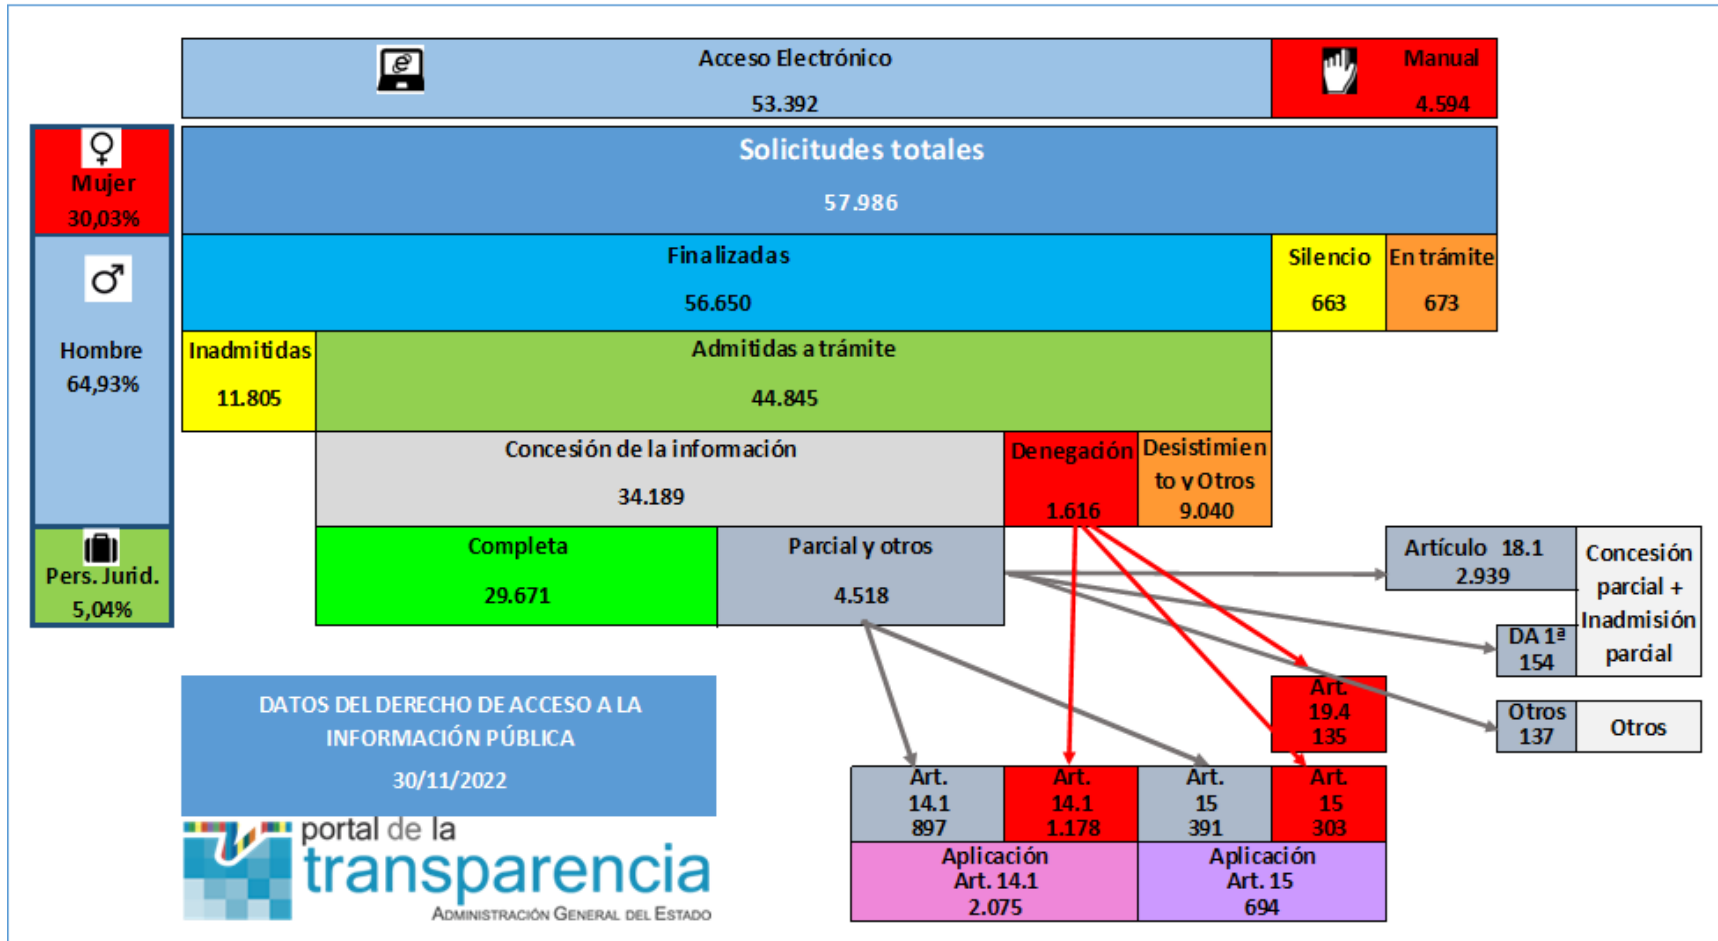 Acceso Electrónico
53.392
Manual
4.594
Mujer
30,03%
Hombre
64,93%
Pers. Jurid.
5,04%
Solicitudes totales
57.986
Finalizadas
56.650
Silencio
663
En trámite
673
Inadmitidas
11.805
Admitidas a trámite
44.845
Concesión de la información
34.189
Denegación
1.616
Desistimien
to y Otros
9.040
Completa
29.671
Parcial y otros
4.518
Artículo 18.1
2.939
Concesión
parcial +
Inadmisión
parcial
DA 1ª
154
Otros
137
Otros
Art.
19.4
135
Art.
14.1
897
Art.
14.1
1.178
Art.
15
391
Art.
15
303
Aplicación
Art. 14.1
2.075
Aplicación
Art. 15
694
DATOS DEL DERECHO DE ACCESO A LA
INFORMACIÓN PÚBLICA
30/11/2022
portal de la
transparencia
ADMINISTRACIÓN GENERAL DEL ESTADO